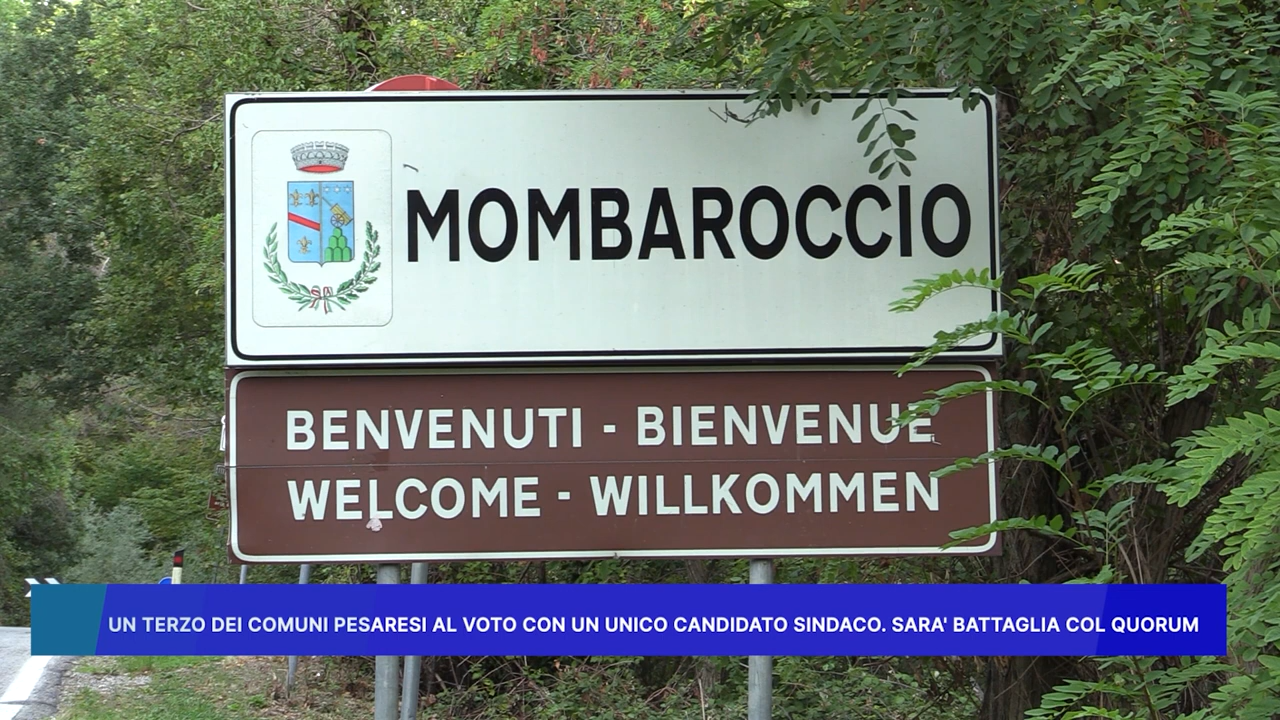 MOMBAROCCIO
BENVENUTI - BIENVENUE
WELCOME - WILLKOMMEN
UN TERZO DEI COMUNI PESARESI AL VOTO CON UN UNICO CANDIDATO SINDACO. SARA' BATTAGLIA COL QUORUM